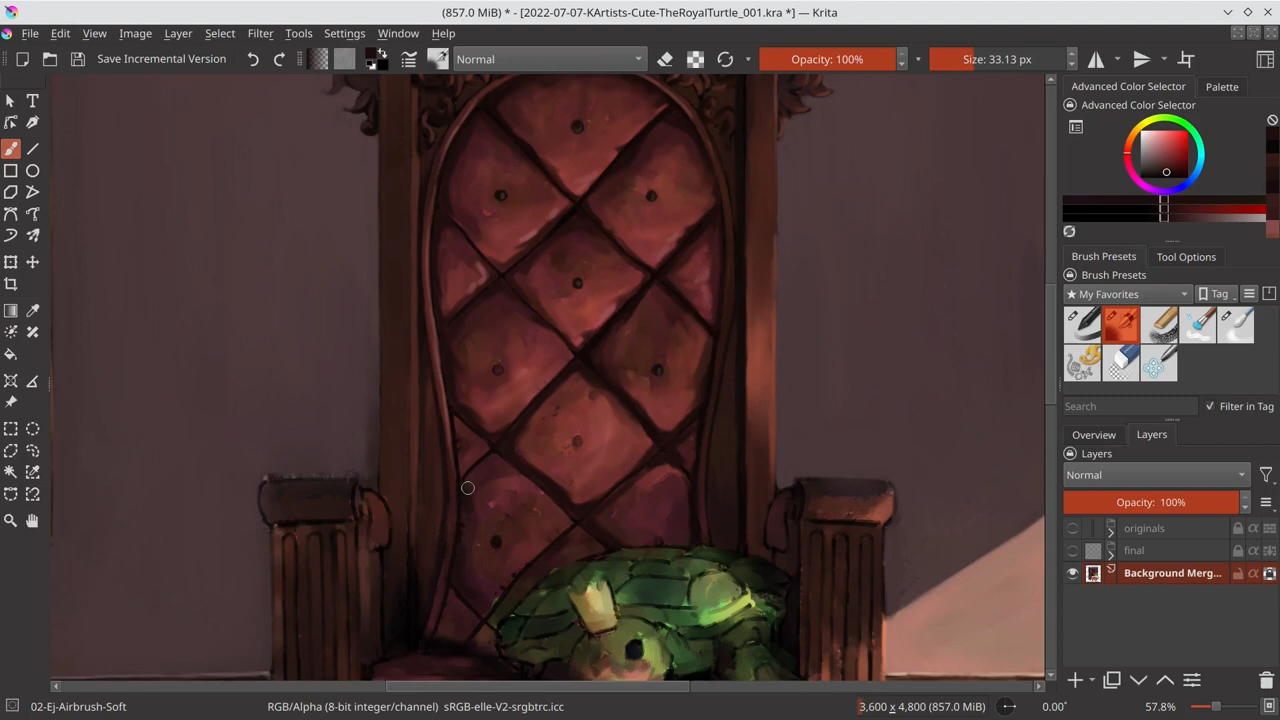 (857.0 MiB) * - [2022-07-07-KArtists-Cute-TheRoyalTurtle_001.kra *] — Krita
File Edit View Image Layer Select Filter Tools Settings Window Help
Save Incremental Version Normal Opacity: 100% Size: 33.13 px
Advanced Color Selector Palette
Advanced Color Selector
Brush Presets Tool Options
Brush Presets
★ My Favorites Tag
Search Filter in Tag
Overview Layers
Layers
Normal
Opacity: 100%
originals
final
Background Merg...
02-Ej-Airbrush-Soft RGB/Alpha (8-bit integer/channel) sRGB-elle-V2-srgbtrc.icc 3,600 x 4,800 (857.0 MiB) 0.00° 57.8%